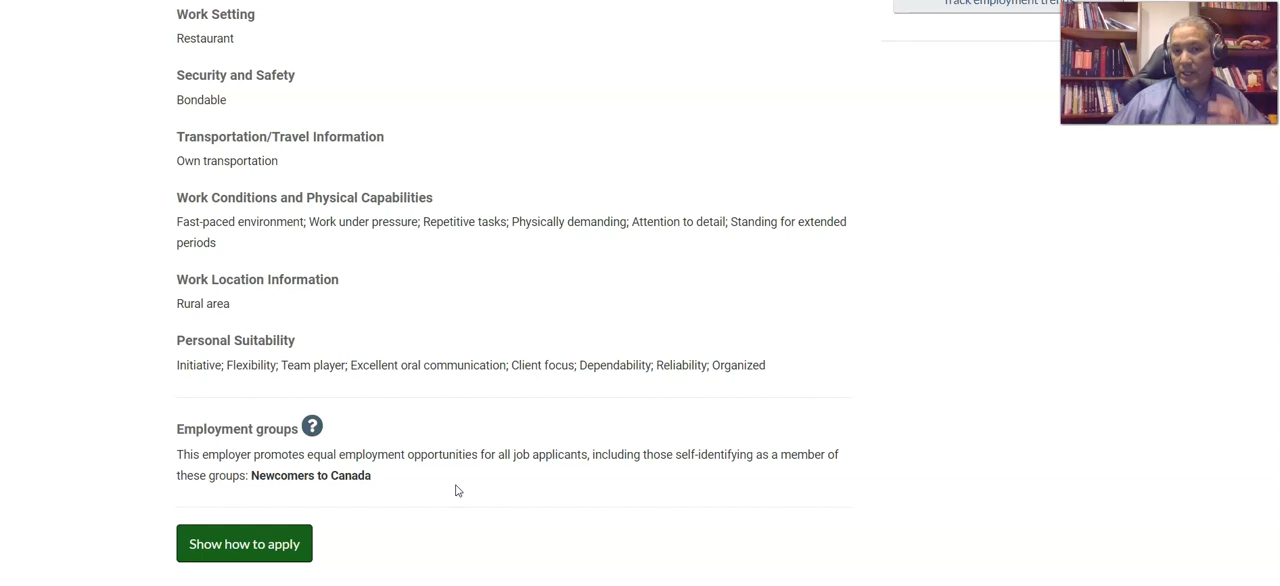 Track employment trends
Work Setting
Restaurant
Security and Safety
Bondable
Transportation/Travel Information
Own transportation
Work Conditions and Physical Capabilities
Fast-paced environment; Work under pressure; Repetitive tasks; Physically demanding; Attention to detail; Standing for extended
periods
Work Location Information
Rural area
Personal Suitability
Initiative; Flexibility; Team player; Excellent oral communication; Client focus; Dependability; Reliability; Organized
Employment groups ?
This employer promotes equal employment opportunities for all job applicants, including those self-identifying as a member of
these groups: Newcomers to Canada
Show how to apply